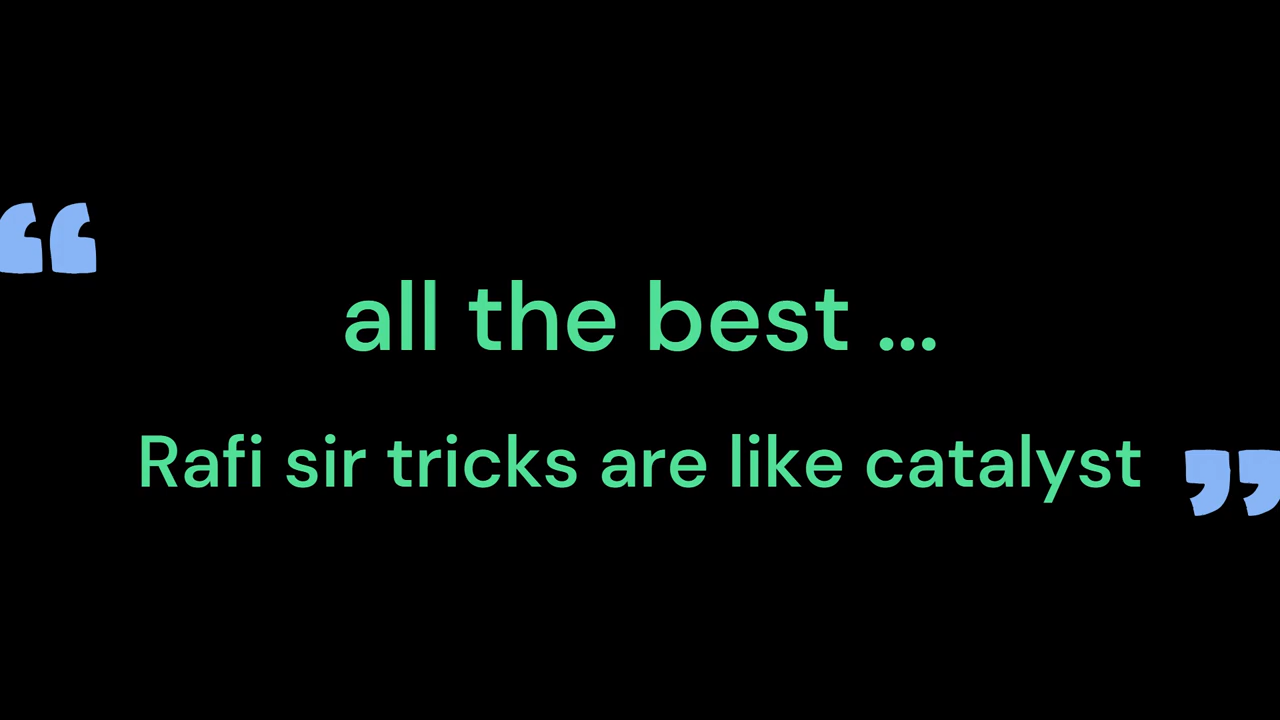 “
all the best ...
Rafi sir tricks are like catalyst ”